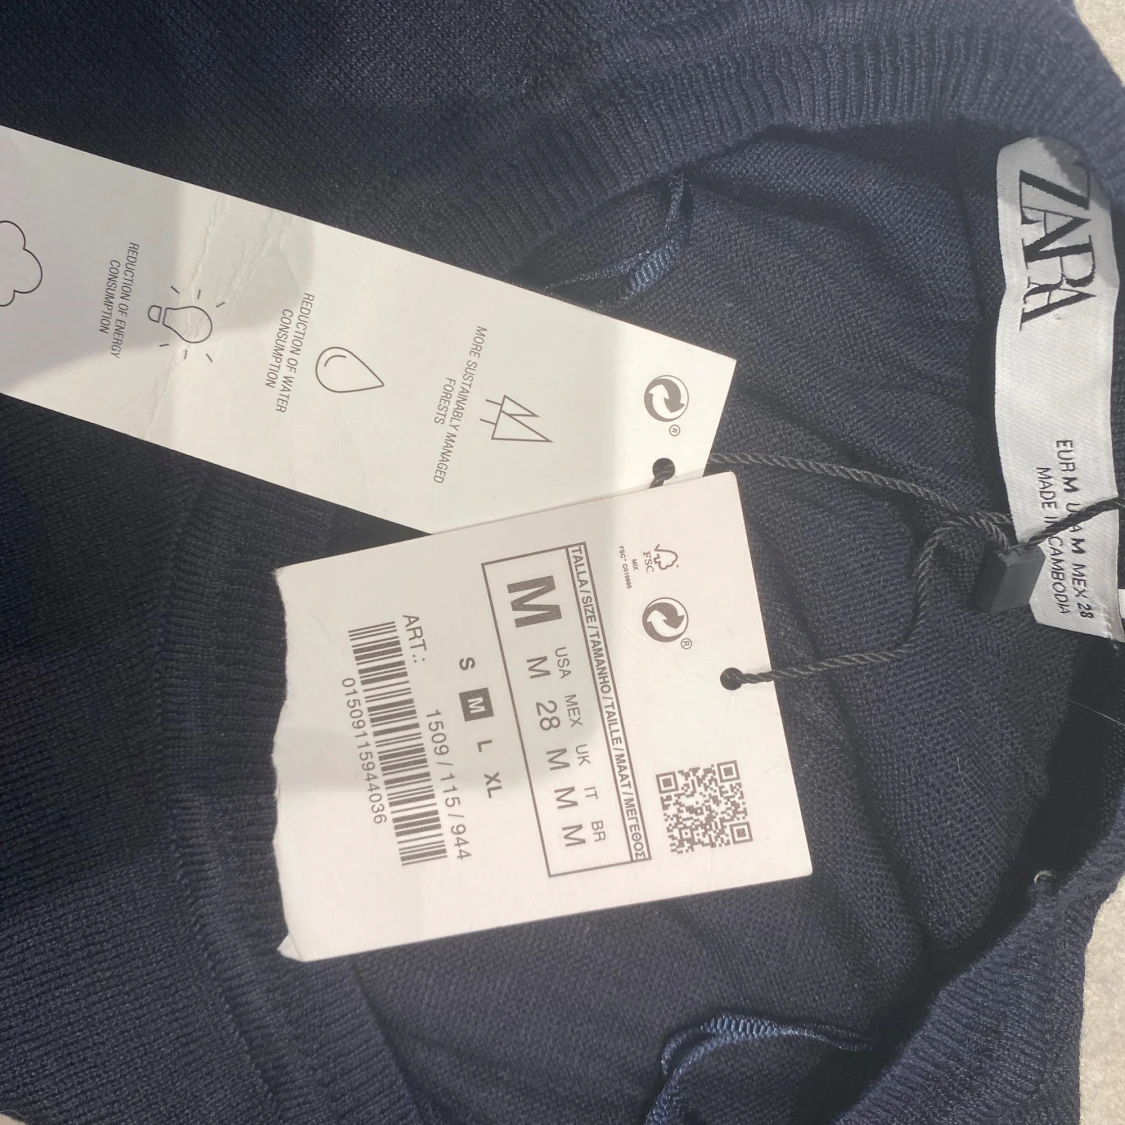 ZARA
EUR M USA M MEX 28
MADE IN CAMBODIA
REDUCTION OF ENERGY
CONSUMPTION
REDUCTION OF WATER
CONSUMPTION
MORE SUSTAINABLY MANAGED
FORESTS
®
FSC
MIX
®
TALLA / SIZE / TAMANHO / TAILLE / MAAT / ΜΕΓΕΘΟΣ
USA MEX UK IT BR
M M 28 M M M
S M L XL
ART.: 1509 / 115 / 944
01509115944036